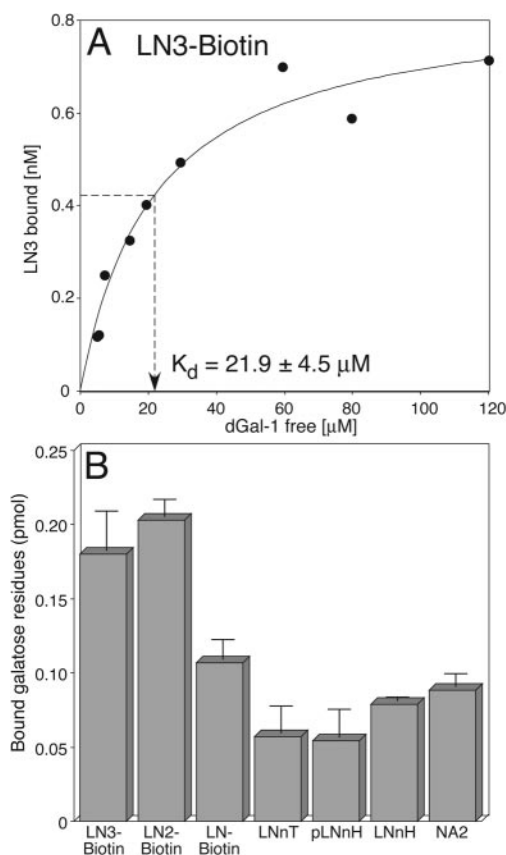 A LN3-Biotin
0.8
0.6
0.4
0.2
0
LN3 bound [nM]
Kd = 21.9 ± 4.5 µM
0 20 40 60 80 100 120
dGal-1 free [µM]
B
0.25
0.20
0.15
0.10
0.05
0
Bound galatose residues (pmol)
LN3- LN2- LN- LNnT pLNnH LNnH NA2
Biotin Biotin Biotin